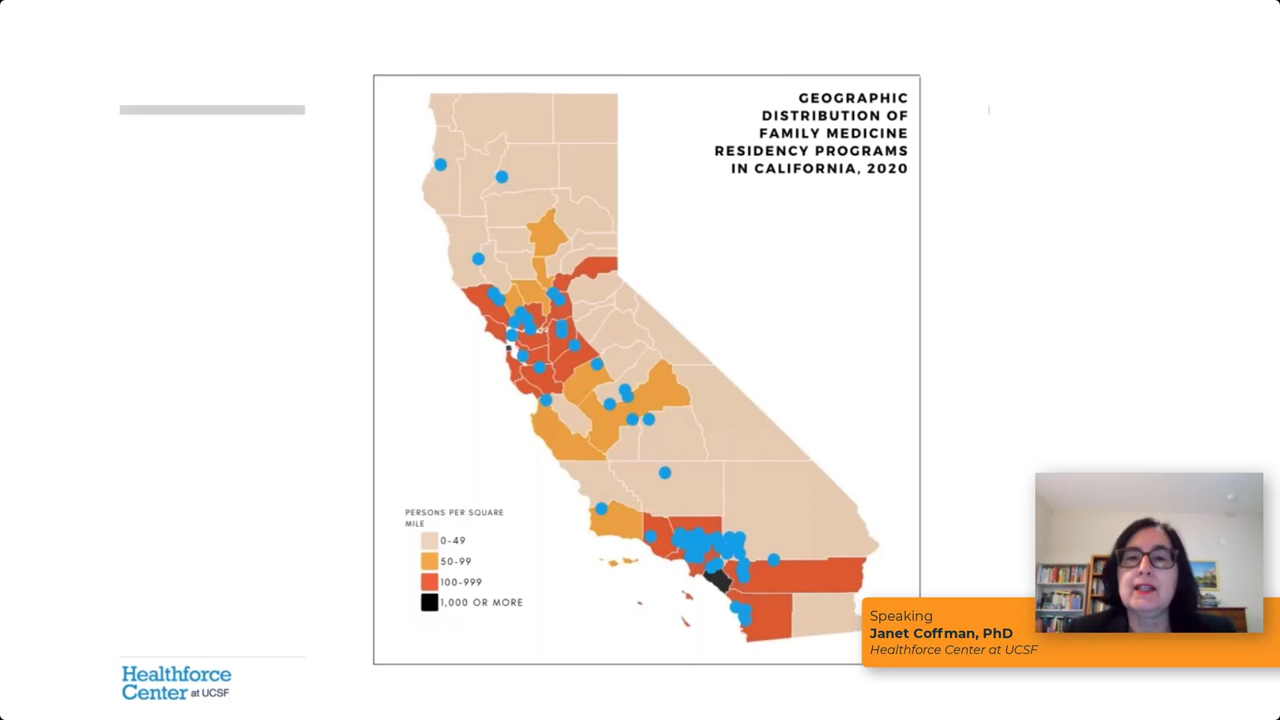 GEOGRAPHIC
DISTRIBUTION OF
FAMILY MEDICINE
RESIDENCY PROGRAMS
IN CALIFORNIA, 2020
PERSONS PER SQUARE
MILE
0-49
50-99
100-999
1,000 OR MORE
Healthforce
Center at UCSF
Speaking
Janet Coffman, PhD
Healthforce Center at UCSF